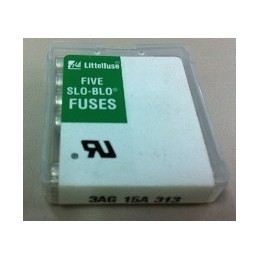 Littelfuse
FIVE
SLO-BLO®
FUSES
3AG 15A 313